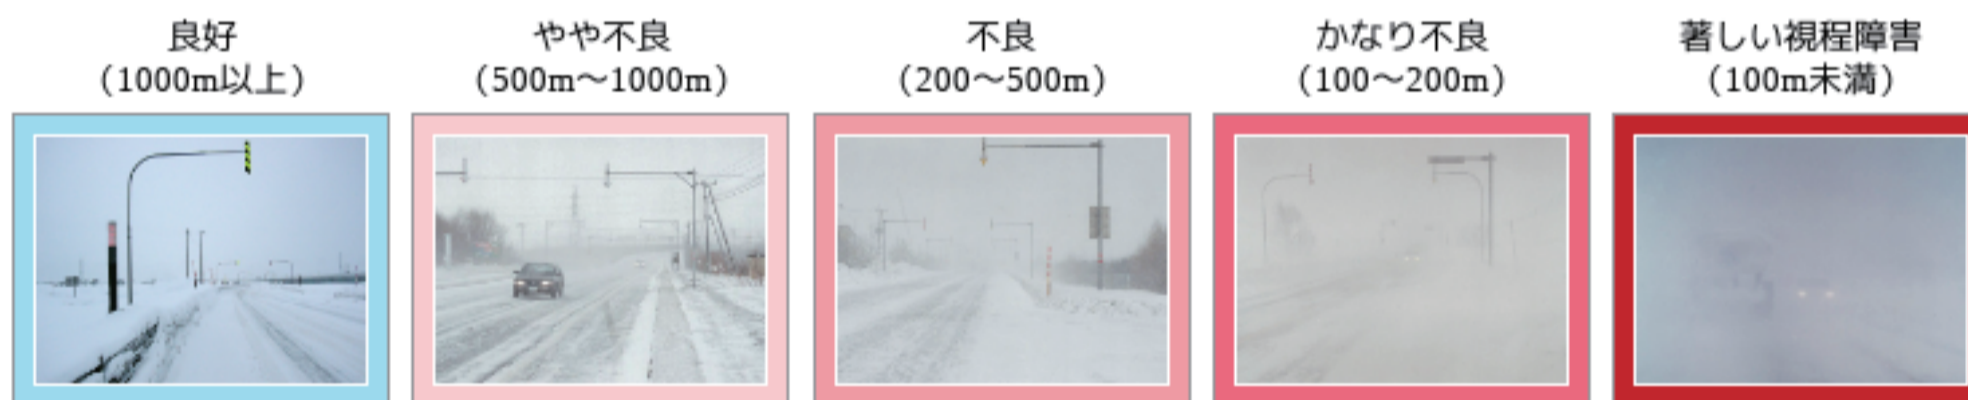 良好
(1000m以上)
やや不良
(500m～1000m)
不良
(200～500m)
かなり不良
(100～200m)
著しい視程障害
(100m未満)